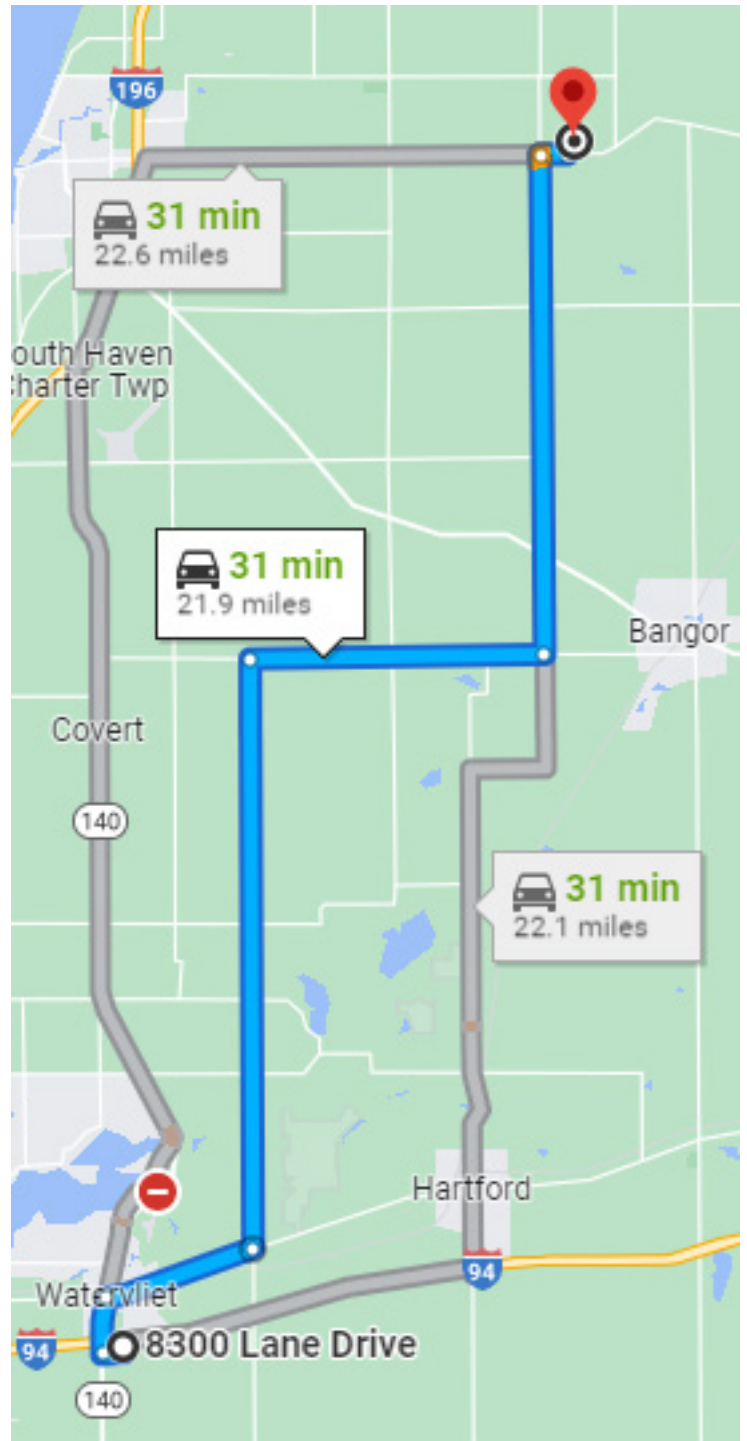 196
31 min
22.6 miles
outh Haven
Charter Twp
31 min
21.9 miles
Bangor
Covert
140
31 min
22.1 miles
Hartford
94
Watervliet
8300 Lane Drive
94
140